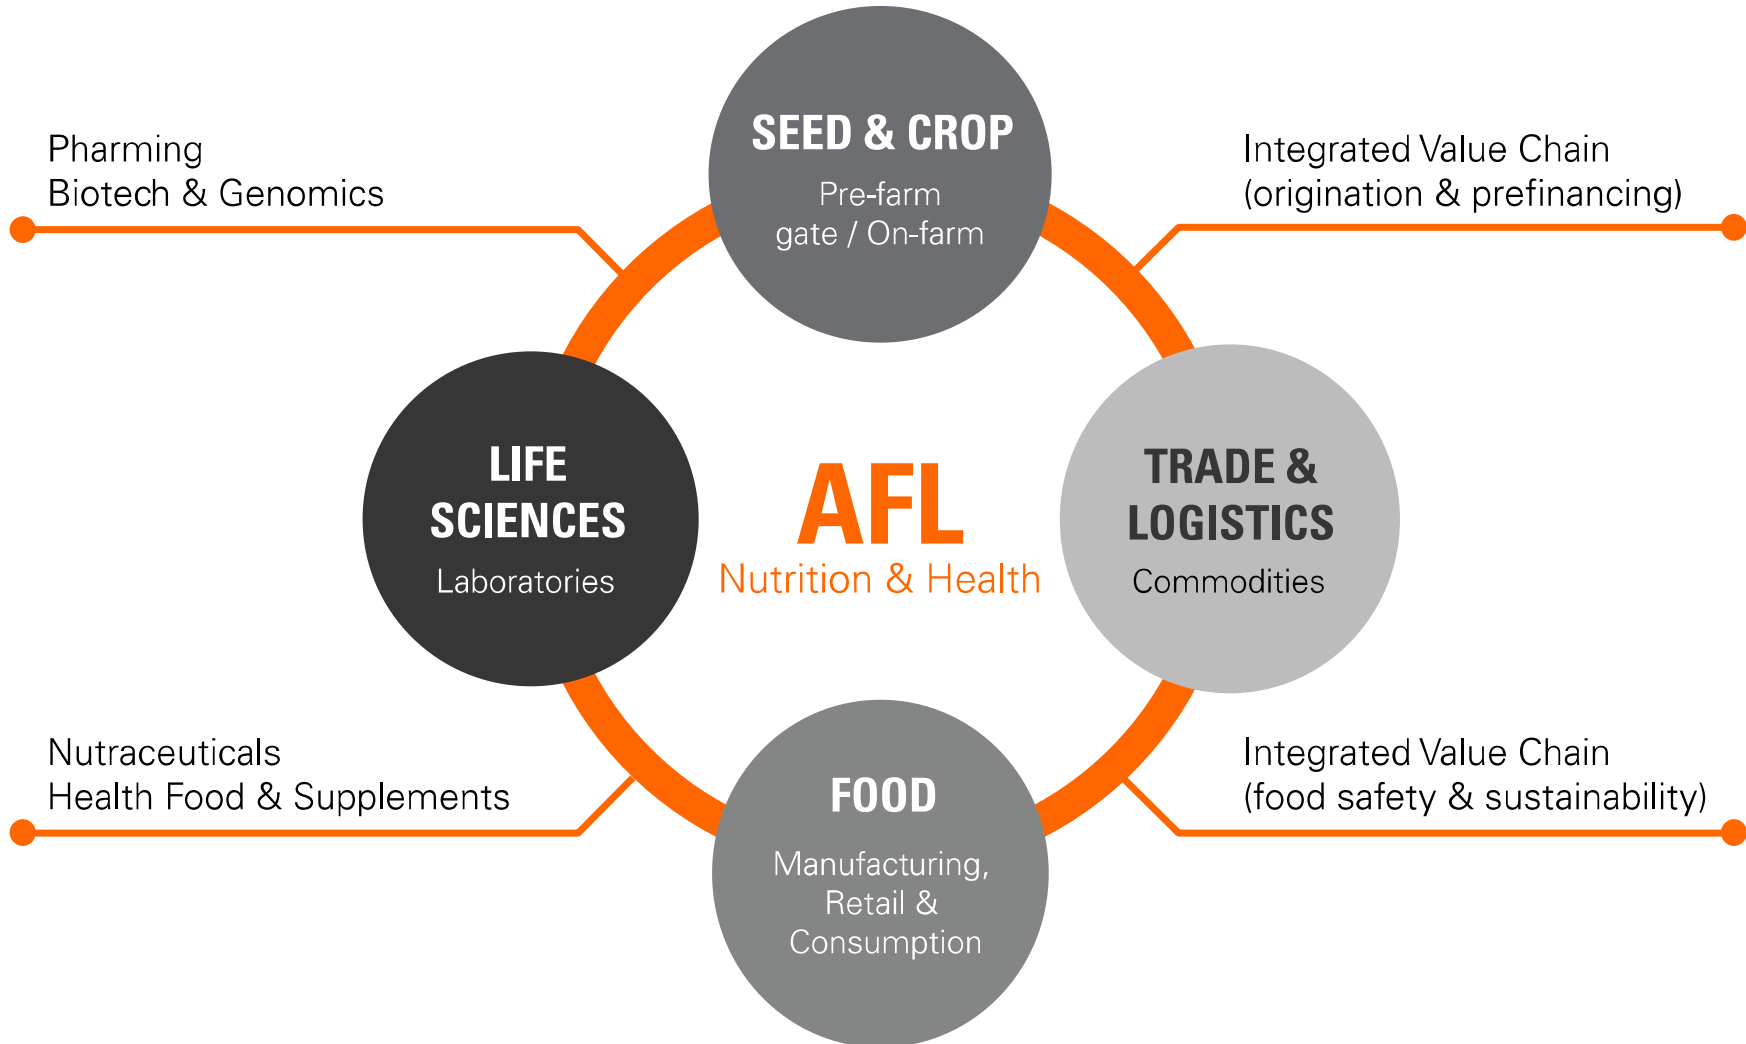 SEED & CROP
Pre-farm
gate / On-farm
Pharming
Biotech & Genomics
Integrated Value Chain
(origination & prefinancing)
LIFE
SCIENCES
Laboratories
AFL
Nutrition & Health
TRADE &
LOGISTICS
Commodities
Nutraceuticals
Health Food & Supplements
Integrated Value Chain
(food safety & sustainability)
FOOD
Manufacturing,
Retail &
Consumption